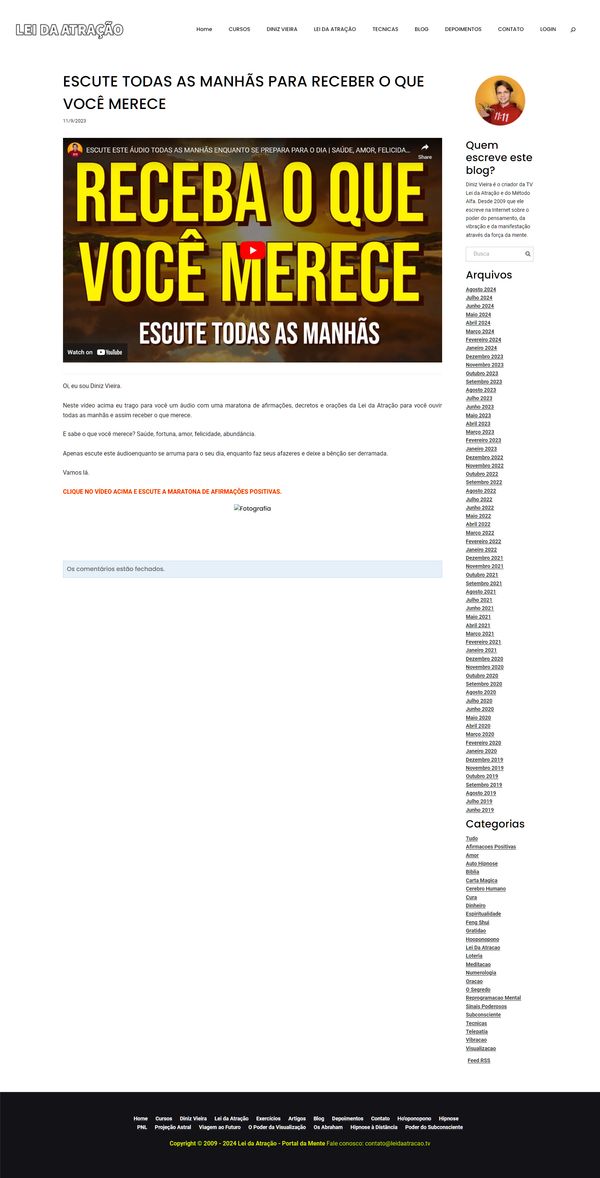 LEI DA ATRAÇÃO
Home CURSOS DINIZ VIEIRA LEI DA ATRAÇÃO TECNICAS BLOG DEPOIMENTOS CONTATO LOGIN
ESCUTE TODAS AS MANHÃS PARA RECEBER O QUE
VOCÊ MERECE
11/9/2023
ESCUTE ESTE ÁUDIO TODAS AS MANHÃS ENQUANTO SE PREPARA PARA O DIA | SAÚDE, AMOR, FELICIDA...
Share
RECEBA O QUE
VOCÊ MERECE
ESCUTE TODAS AS MANHÃS
Watch on YouTube
Oi, eu sou Diniz Vieira.
Neste vídeo acima eu trago para você um áudio com uma maratona de afirmações, decretos e orações da Lei da Atração para você ouvir
todas as manhãs e assim receber o que merece.
E sabe o que você merece? Saúde, fortuna, amor, felicidade, abundância.
Apenas escute este áudioenquanto se arruma para o seu dia, enquanto faz seus afazeres e deixe a bênção ser derramada.
Vamos lá.
CLIQUE NO VÍDEO ACIMA E ESCUTE A MARATONA DE AFIRMAÇÕES POSITIVAS.
Fotografia
Os comentários estão fechados.
11:11
Quem
escreve este
blog?
Diniz Vieira é o criador da TV
Lei da Atração e do Método
Alfa. Desde 2009 que ele
escreve na Internet sobre o
poder do pensamento, da
vibração e da manifestação
através da força da mente.
Busca
Arquivos
Agosto 2024
Julho 2024
Junho 2024
Maio 2024
Abril 2024
Março 2024
Fevereiro 2024
Janeiro 2024
Dezembro 2023
Novembro 2023
Outubro 2023
Setembro 2023
Agosto 2023
Julho 2023
Junho 2023
Maio 2023
Abril 2023
Março 2023
Fevereiro 2023
Janeiro 2023
Dezembro 2022
Novembro 2022
Outubro 2022
Setembro 2022
Agosto 2022
Julho 2022
Junho 2022
Maio 2022
Abril 2022
Março 2022
Fevereiro 2022
Janeiro 2022
Dezembro 2021
Novembro 2021
Outubro 2021
Setembro 2021
Agosto 2021
Julho 2021
Junho 2021
Maio 2021
Abril 2021
Março 2021
Fevereiro 2021
Janeiro 2021
Dezembro 2020
Novembro 2020
Outubro 2020
Setembro 2020
Agosto 2020
Julho 2020
Junho 2020
Maio 2020
Abril 2020
Março 2020
Fevereiro 2020
Janeiro 2020
Dezembro 2019
Novembro 2019
Outubro 2019
Setembro 2019
Agosto 2019
Julho 2019
Junho 2019
Categorias
Tudo
Afirmacoes Positivas
Amor
Auto Hipnose
Biblia
Carta Magica
Cerebro Humano
Cura
Dinheiro
Espiritualidade
Feng Shui
Gratidao
Hooponopono
Lei Da Atracao
Loteria
Meditacao
Numerologia
Oracao
O Segredo
Reprogramacao Mental
Sinais Poderosos
Subconsciente
Tecnicas
Telepatia
Vibracao
Visualizacao
Feed RSS
Home Cursos Diniz Vieira Lei da Atração Exercícios Artigos Blog Depoimentos Contato Ho'oponopono Hipnose
PNL Projeção Astral Viagem ao Futuro O Poder da Visualização Os Abraham Hipnose à Distância Poder do Subconsciente
Copyright © 2009 - 2024 Lei da Atração - Portal da Mente Fale conosco: contato@leidaatracao.tv